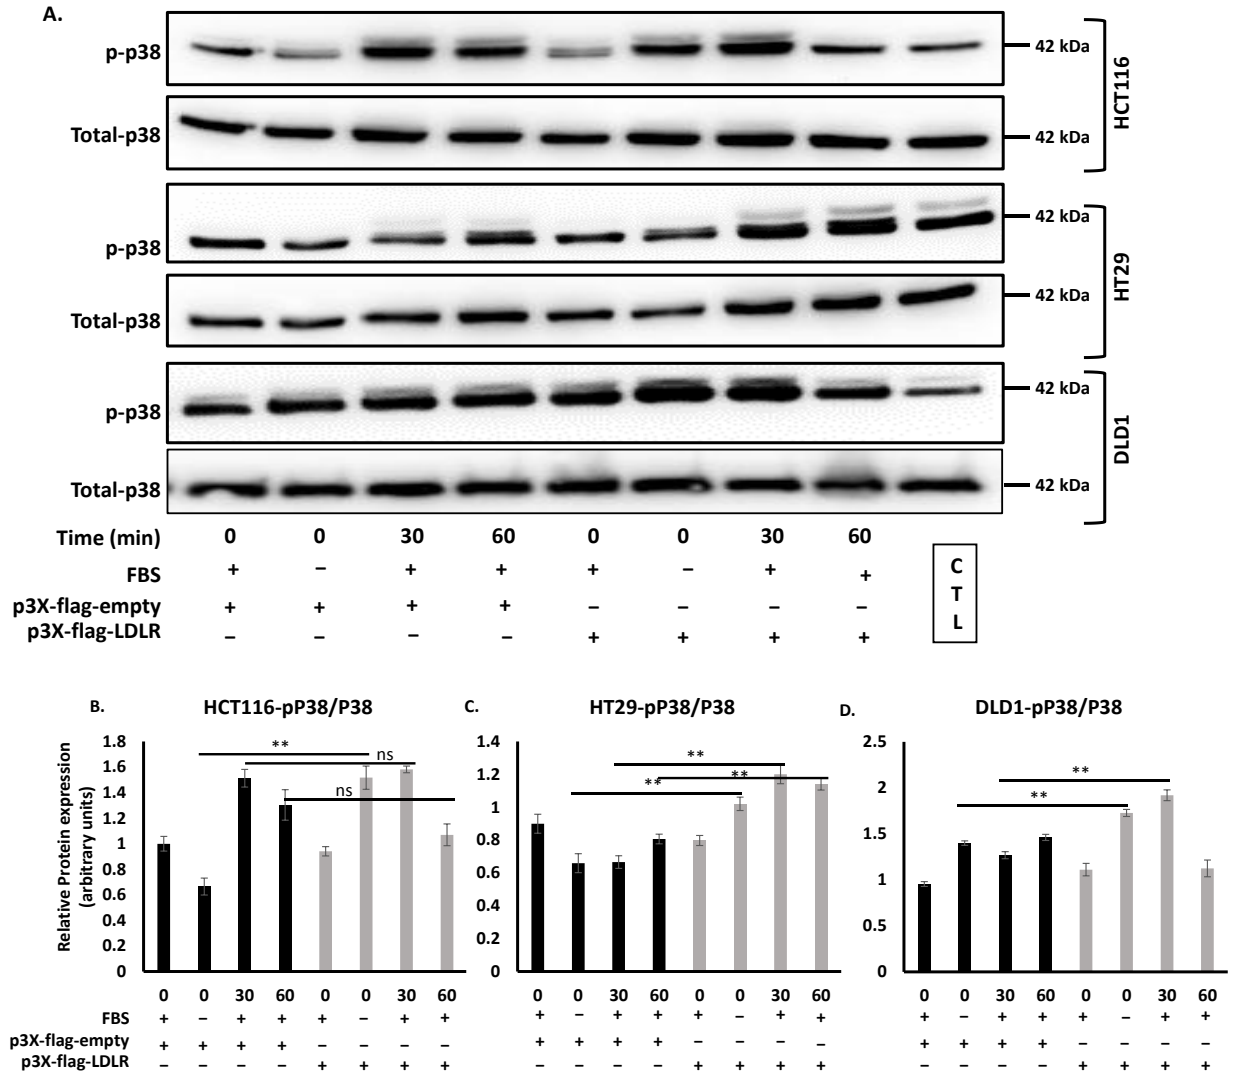 A.
p-p38 42 kDa
Total-p38 42 kDa
HCT116
p-p38 42 kDa
Total-p38 42 kDa
HT29
p-p38 42 kDa
Total-p38 42 kDa
DLD1
Time (min) 0 0 30 60 0 0 30 60
FBS + – + + + – + +
p3X-flag-empty + + + + – – – –
p3X-flag-LDLR – – – – + + + +
C
T
L
B. HCT116-pP38/P38
Relative Protein expression
(arbitrary units)
1.8
1.6
1.4
1.2
1
0.8
0.6
0.4
0.2
0
**
ns
ns
0 0 30 60 0 0 30 60
FBS + – + + + – + +
p3X-flag-empty + + + + – – – –
p3X-flag-LDLR – – – – + + + +
C. HT29-pP38/P38
1.4
1.2
1
0.8
0.6
0.4
0.2
0
**
**
**
0 0 30 60 0 0 30 60
+ – + + + – + +
+ + + + – – – –
– – – – + + + +
D. DLD1-pP38/P38
2.5
2
1.5
1
0.5
0
**
**
0 0 30 60 0 0 30 60
+ – + + + – + +
+ + + + – – – –
– – – – + + + +